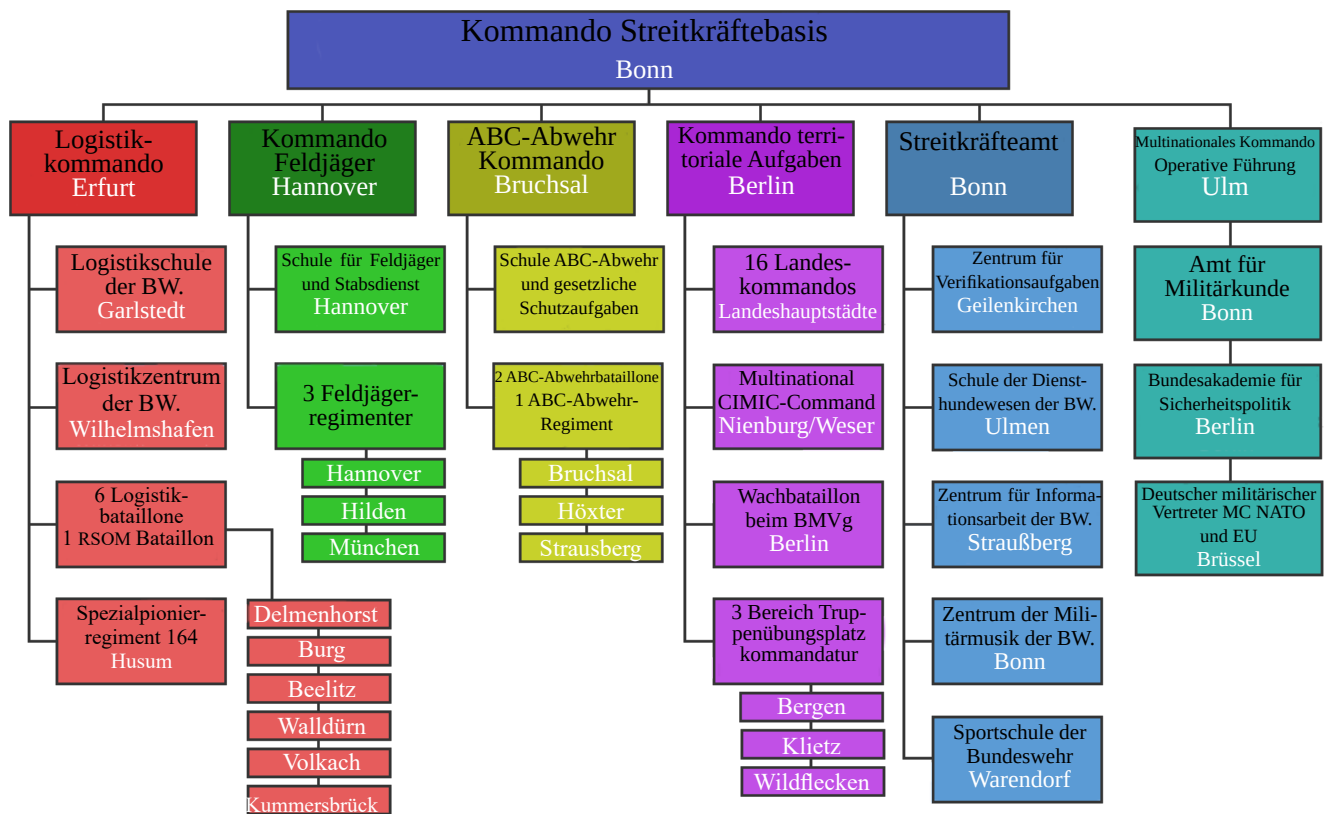 Kommando Streitkräftebasis
Bonn
Logistik-
kommando
Erfurt
Kommando
Feldjäger
Hannover
ABC-Abwehr
Kommando
Bruchsal
Kommando terri-
toriale Aufgaben
Berlin
Streitkräfteamt
Bonn
Multinationales Kommando
Operative Führung
Ulm
Logistikschule
der BW.
Garlstedt
Schule für Feldjäger
und Stabsdienst
Hannover
Schule ABC-Abwehr
und gesetzliche
Schutzaufgaben
16 Landes-
kommandos
Landeshauptstädte
Zentrum für
Verifikationsaufgaben
Geilenkirchen
Amt für
Militärkunde
Bonn
Logistikzentrum
der BW.
Wilhelmshafen
3 Feldjäger-
regimenter
2 ABC-Abwehrbataillone
1 ABC-Abwehr-
Regiment
Multinational
CIMIC-Command
Nienburg/Weser
Schule der Dienst-
hundewesen der BW.
Ulmen
Bundesakademie für
Sicherheitspolitik
Berlin
Hannover
Hilden
München
Bruchsal
Höxter
Strausberg
6 Logistik-
bataillone
1 RSOM Bataillon
Wachbataillon
beim BMVg
Berlin
Zentrum für Informa-
tionsarbeit der BW.
Straußberg
Deutscher militärischer
Vertreter MC NATO
und EU
Brüssel
Spezialpionier-
regiment 164
Husum
Delmenhorst
Burg
Beelitz
Walldürn
Volkach
Kummersbrück
3 Bereich Trup-
penübungsplatz
kommandatur
Bergen
Klietz
Wildflecken
Zentrum der Mili-
tärmusik der BW.
Bonn
Sportschule der
Bundeswehr
Warendorf